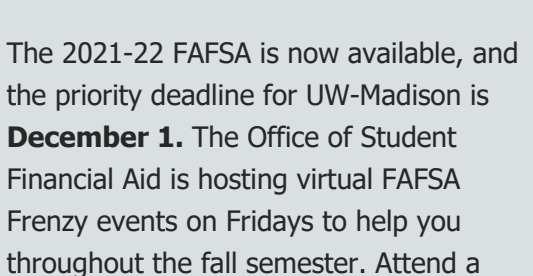 The 2021-22 FAFSA is now available, and
the priority deadline for UW-Madison is
December 1. The Office of Student
Financial Aid is hosting virtual FAFSA
Frenzy events on Fridays to help you
throughout the fall semester. Attend a